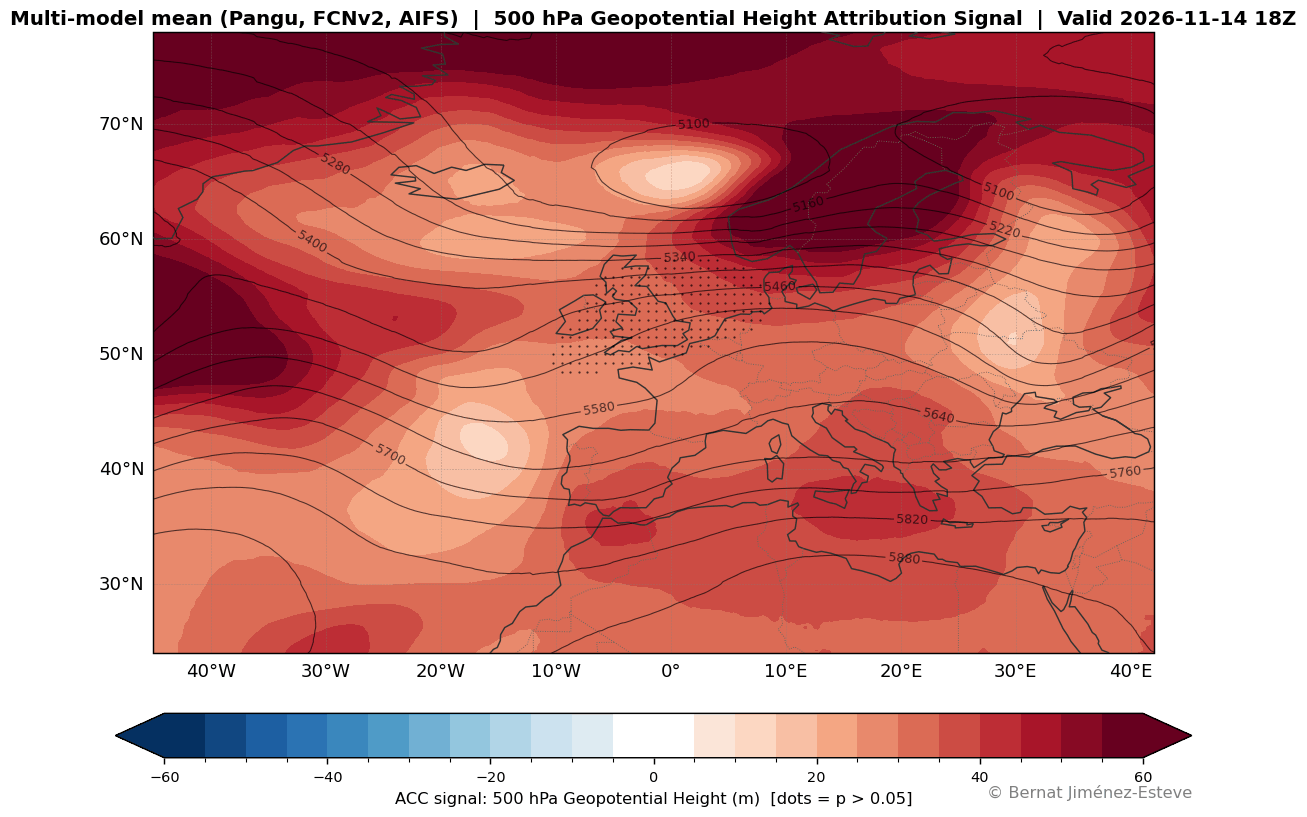 Multi-model mean (Pangu, FCNv2, AIFS) | 500 hPa Geopotential Height Attribution Signal | Valid 2026-11-14 18Z
70°N
60°N
50°N
40°N
30°N
5100
5280
5160
5100
5220
5400
5340
5460
5580
5640
5700
5760
5820
5880
40°W 30°W 20°W 10°W 0° 10°E 20°E 30°E 40°E
−60 −40 −20 0 20 40 60
ACC signal: 500 hPa Geopotential Height (m) [dots = p > 0.05]
© Bernat Jiménez-Esteve